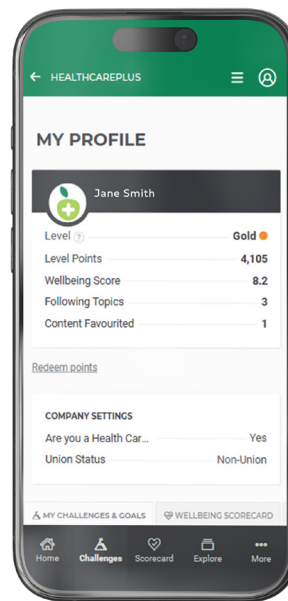 HEALTHCAREPLUS
MY PROFILE
Jane Smith
Level ? Gold
Level Points 4,105
Wellbeing Score 8.2
Following Topics 3
Content Favourited 1
Redeem points
COMPANY SETTINGS
Are you a Health Car... Yes
Union Status Non-Union
MY CHALLENGES & GOALS WELLBEING SCORECARD
Home Challenges Scorecard Explore More